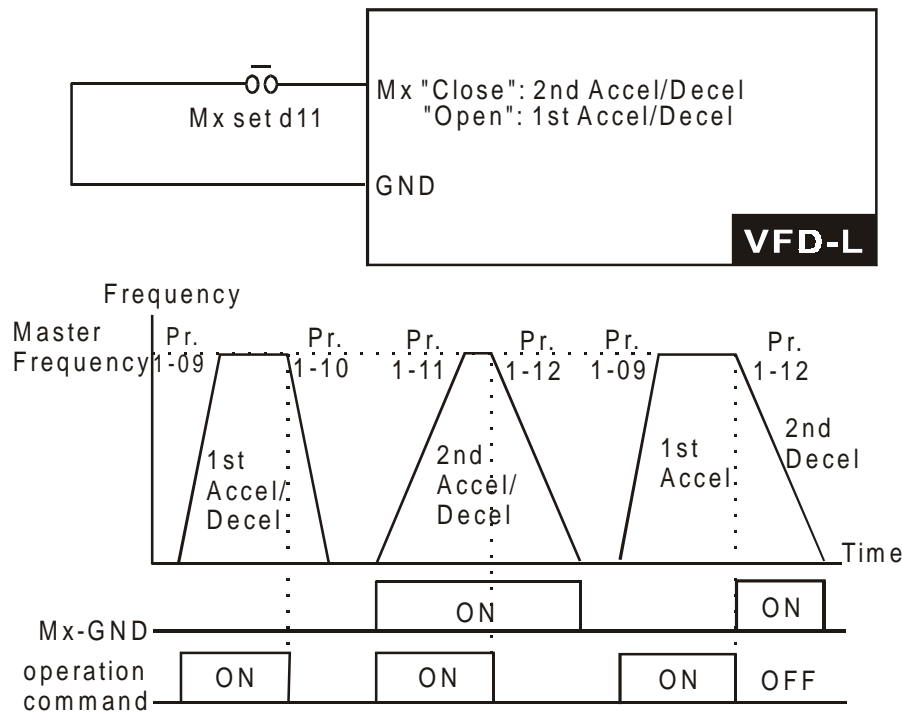 Mx "Close": 2nd Accel/Decel
"Open": 1st Accel/Decel
Mx set d11
GND
VFD-L
Frequency
Master
Frequency
Pr.
1-09
Pr.
1-10
Pr.
1-11
Pr.
1-12
Pr.
1-09
Pr.
1-12
1st
Accel/
Decel
2nd
Accel/
Decel
1st
Accel
2nd
Decel
Time
Mx-GND
ON
ON
operation
command
ON
ON
ON
OFF